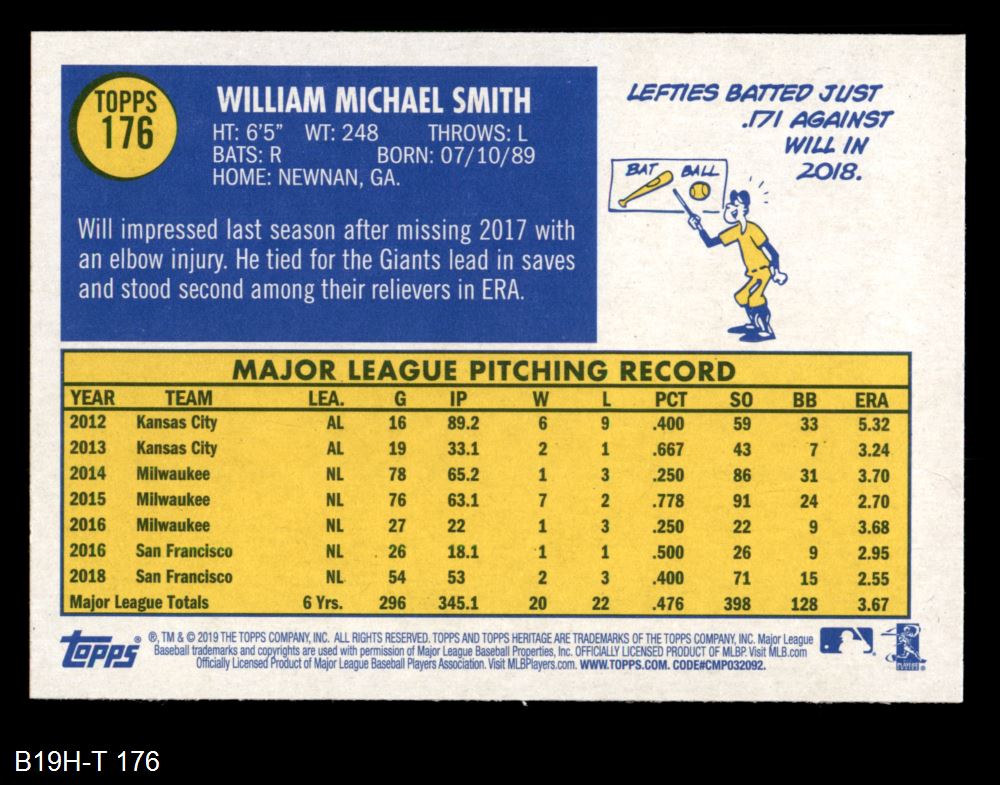 TOPPS
176
WILLIAM MICHAEL SMITH
HT: 6'5" WT: 248 THROWS: L
BATS: R BORN: 07/10/89
HOME: NEWNAN, GA.
Will impressed last season after missing 2017 with
an elbow injury. He tied for the Giants lead in saves
and stood second among their relievers in ERA.
LEFTIES BATTED JUST
.171 AGAINST
WILL IN
2018.
BAT BALL
MAJOR LEAGUE PITCHING RECORD
YEAR TEAM LEA. G IP W L PCT SO BB ERA
2012 Kansas City AL 16 89.2 6 9 .400 59 33 5.32
2013 Kansas City AL 19 33.1 2 1 .667 43 7 3.24
2014 Milwaukee NL 78 65.2 1 3 .250 86 31 3.70
2015 Milwaukee NL 76 63.1 7 2 .778 91 24 2.70
2016 Milwaukee NL 27 22 1 3 .250 22 9 3.68
2016 San Francisco NL 26 18.1 1 1 .500 26 9 2.95
2018 San Francisco NL 54 53 2 3 .400 71 15 2.55
Major League Totals 6 Yrs. 296 345.1 20 22 .476 398 128 3.67
topps ® ®, TM & © 2019 THE TOPPS COMPANY, INC. ALL RIGHTS RESERVED. TOPPS AND TOPPS HERITAGE ARE TRADEMARKS OF THE TOPPS COMPANY, INC. Major League
Baseball trademarks and copyrights are used with permission of Major League Baseball Properties, Inc. OFFICIALLY LICENSED PRODUCT OF MLBP. Visit MLB.com
Officially Licensed Product of Major League Baseball Players Association. Visit MLBPlayers.com. WWW.TOPPS.COM. CODE#CMP032092.
B19H-T 176